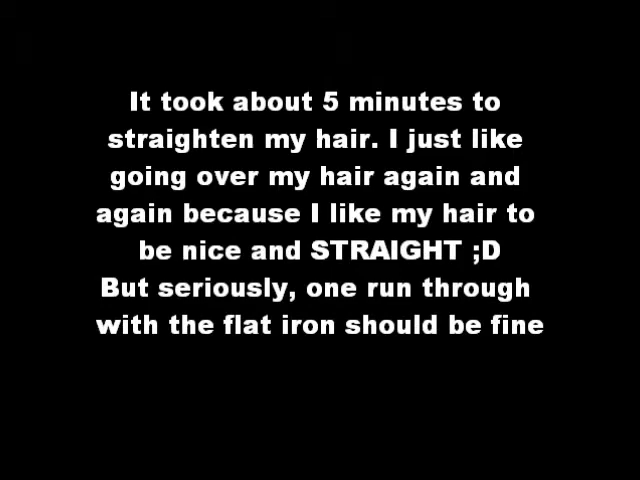 It took about 5 minutes to
straighten my hair. I just like
going over my hair again and
again because I like my hair to
be nice and STRAIGHT ;D
But seriously, one run through
with the flat iron should be fine